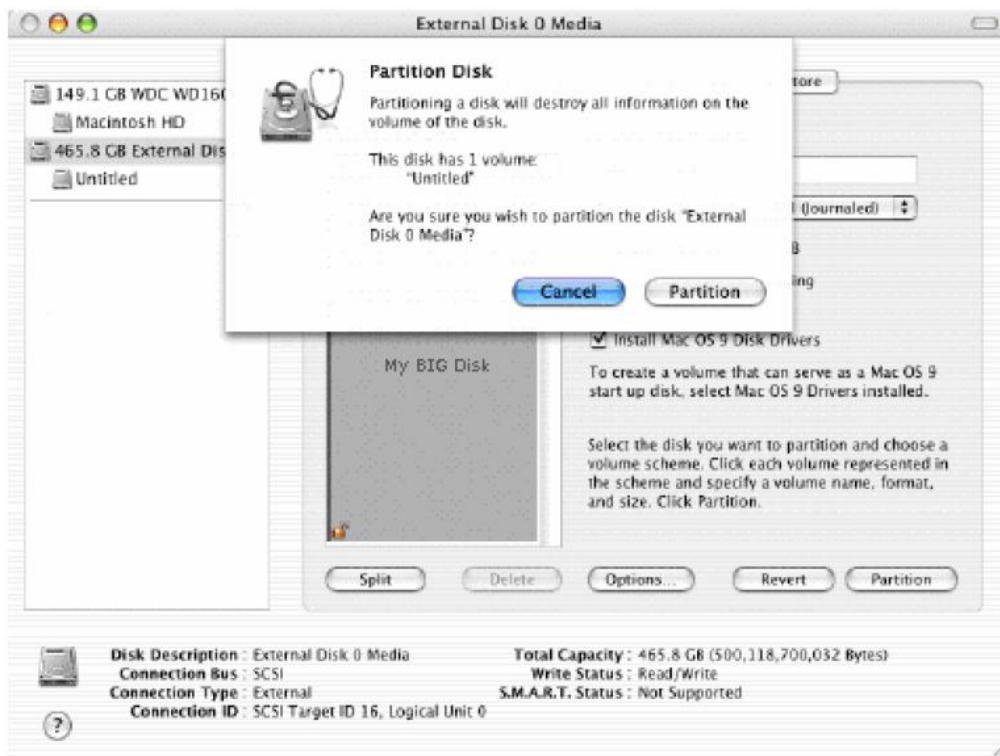 External Disk 0 Media
Partition Disk
Partitioning a disk will destroy all information on the
volume of the disk.
This disk has 1 volume:
"Untitled"
Are you sure you wish to partition the disk "External
Disk 0 Media"?
Cancel
Partition
149.1 GB WDC WD160
Macintosh HD
465.8 GB External Dis
Untitled
tore
(Journaled)
B
ing
My BIG Disk
Install Mac OS 9 Disk Drivers
To create a volume that can serve as a Mac OS 9
start up disk, select Mac OS 9 Drivers installed.
Select the disk you want to partition and choose a
volume scheme. Click each volume represented in
the scheme and specify a volume name, format,
and size. Click Partition.
Split
Delete
Options...
Revert
Partition
Disk Description : External Disk 0 Media
Connection Bus : SCSI
Connection Type : External
Connection ID : SCSI Target ID 16, Logical Unit 0
Total Capacity : 465.8 GB (500,118,700,032 Bytes)
Write Status : Read/Write
S.M.A.R.T. Status : Not Supported
?